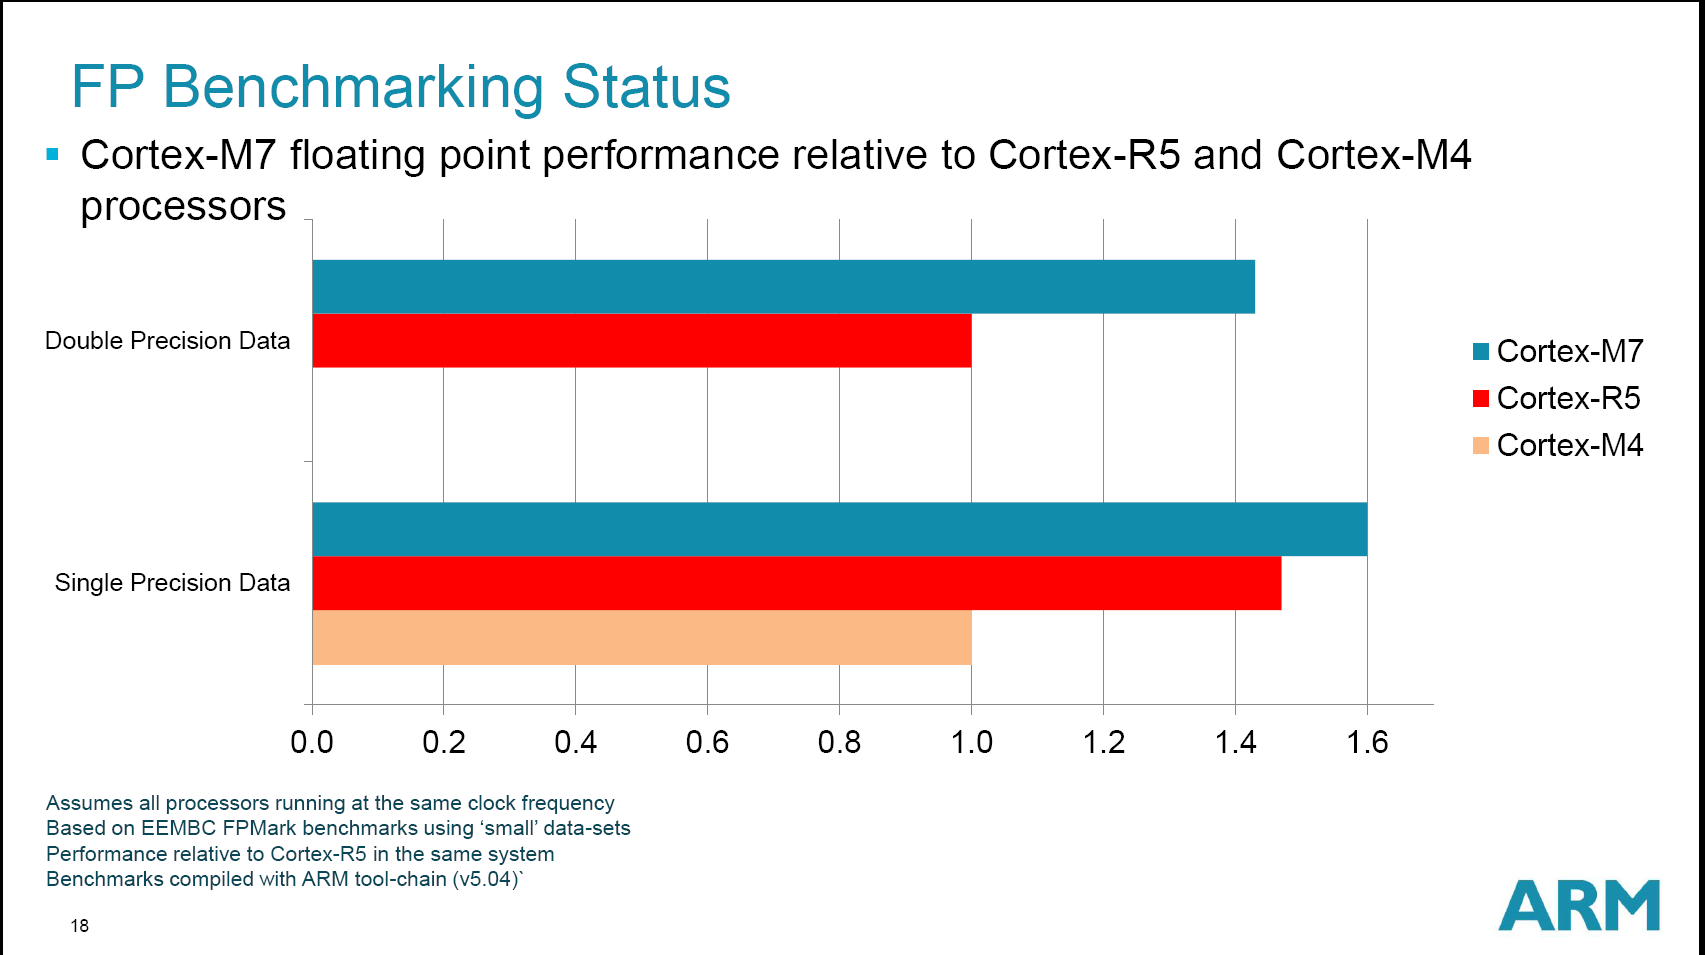 FP Benchmarking Status
Cortex-M7 floating point performance relative to Cortex-R5 and Cortex-M4
processors
Double Precision Data
Single Precision Data
Cortex-M7
Cortex-R5
Cortex-M4
0.0 0.2 0.4 0.6 0.8 1.0 1.2 1.4 1.6
Assumes all processors running at the same clock frequency
Based on EEMBC FPMark benchmarks using ‘small’ data-sets
Performance relative to Cortex-R5 in the same system
Benchmarks compiled with ARM tool-chain (v5.04)`
18
ARM